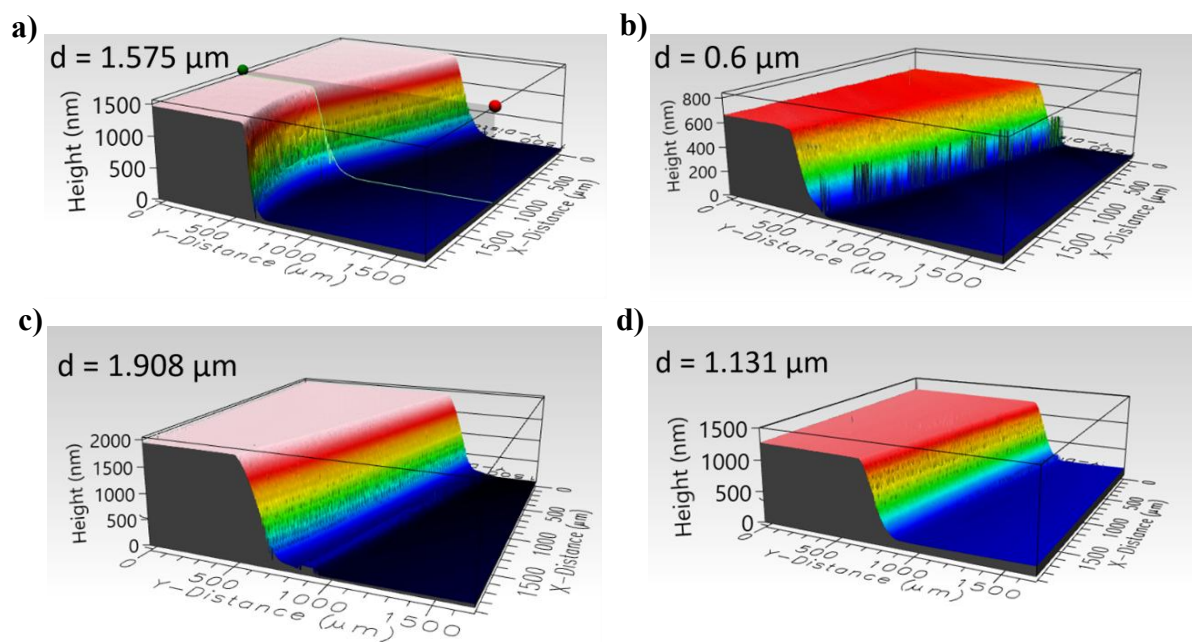 a)
d = 1.575 μm
1500
1000
500
0
Height (nm)
0
500
1000
1500
Y-Distance (μm)
0
500
1000
1500
X-Distance (μm)
b)
d = 0.6 μm
800
600
400
200
0
Height (nm)
0
500
1000
1500
Y-Distance (μm)
0
500
1000
1500
X-Distance (μm)
c)
d = 1.908 μm
2000
1500
1000
500
0
Height (nm)
0
500
1000
1500
Y-Distance (μm)
0
500
1000
1500
X-Distance (μm)
d)
d = 1.131 μm
1500
1000
500
0
Height (nm)
0
500
1000
1500
Y-Distance (μm)
0
500
1000
1500
X-Distance (μm)